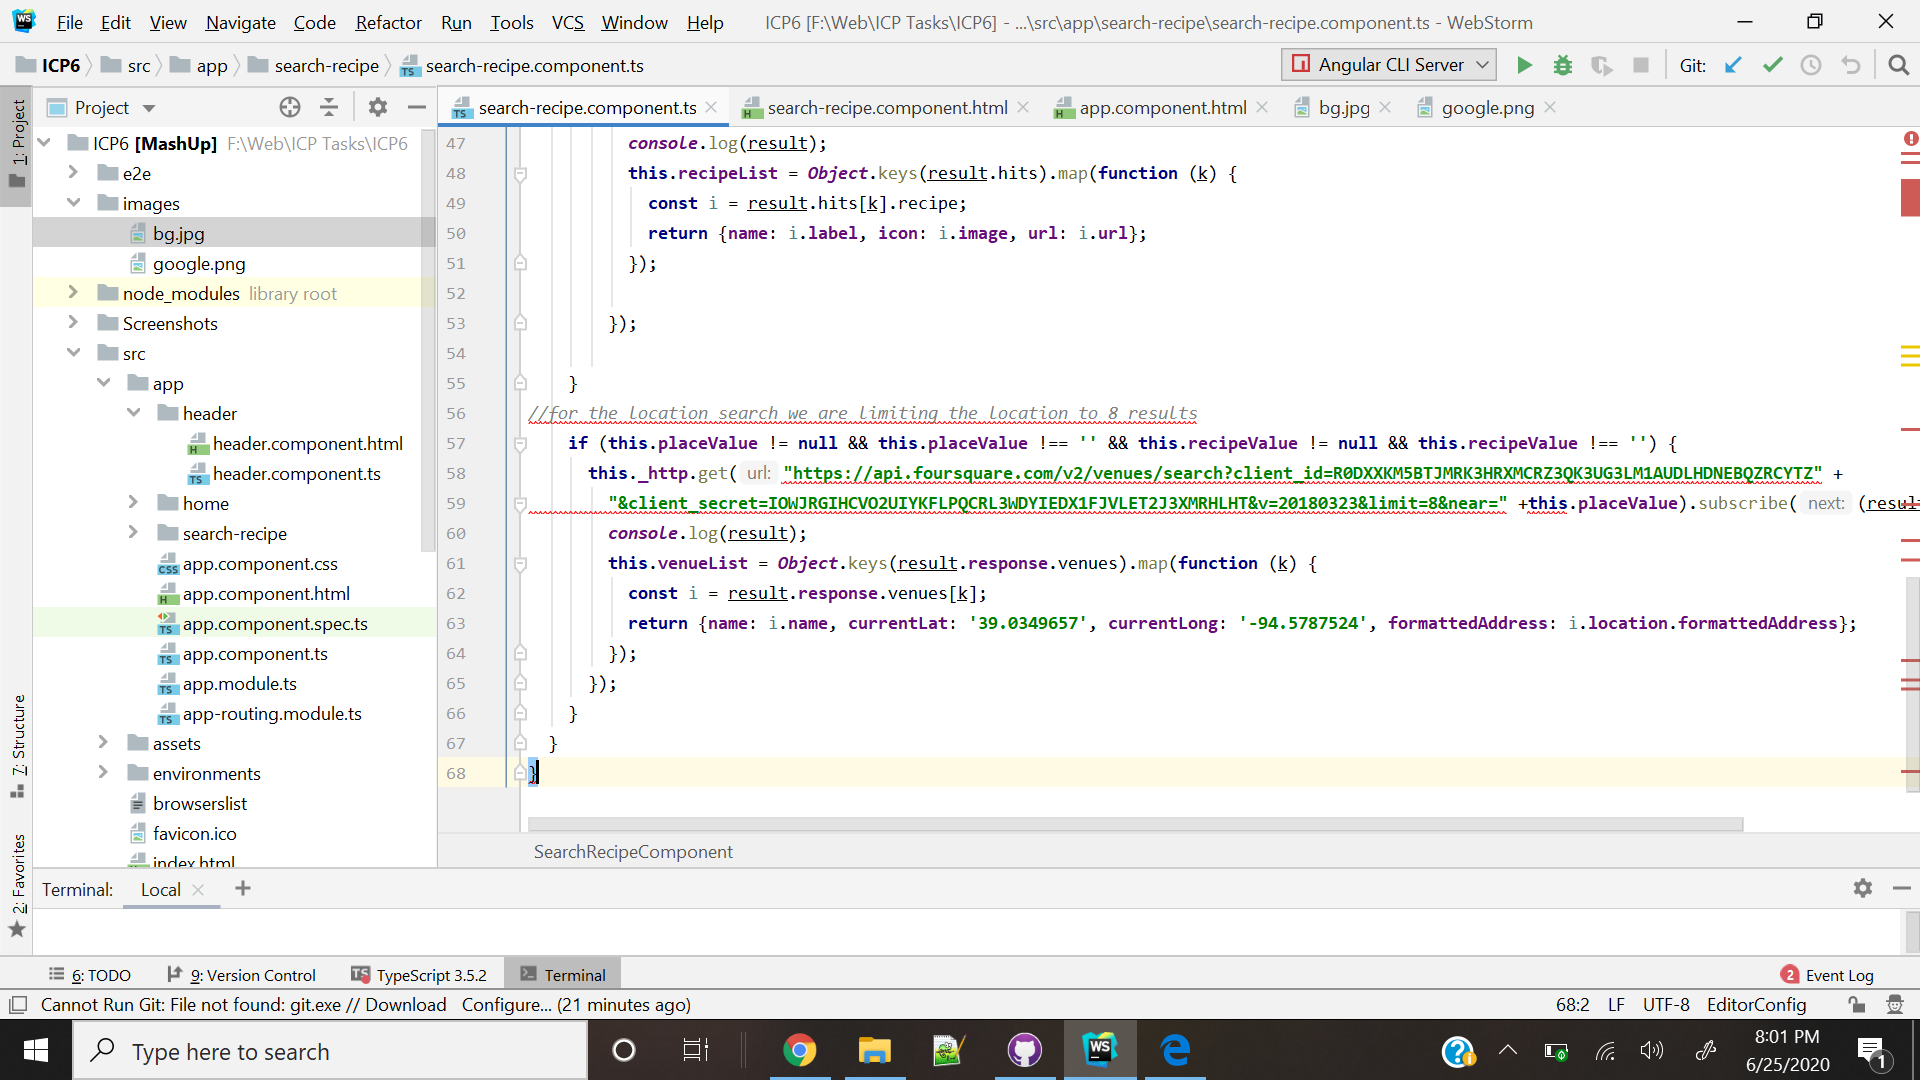 File Edit View Navigate Code Refactor Run Tools VCS Window Help ICP6 [F:\Web\ICP Tasks\ICP6] - ...\src\app\search-recipe\search-recipe.component.ts - WebStorm
ICP6 src app search-recipe search-recipe.component.ts Angular CLI Server Git:
Project
search-recipe.component.ts search-recipe.component.html app.component.html bg.jpg google.png
1: Project
7: Structure
2: Favorites
ICP6 [MashUp] F:\Web\ICP Tasks\ICP6
e2e
images
bg.jpg
google.png
node_modules library root
Screenshots
src
app
header
header.component.html
header.component.ts
home
search-recipe
app.component.css
app.component.html
app.component.spec.ts
app.component.ts
app.module.ts
app-routing.module.ts
assets
environments
browserslist
favicon.ico
index.html
47 console.log(result);
48 this.recipeList = Object.keys(result.hits).map(function (k) {
49 const i = result.hits[k].recipe;
50 return {name: i.label, icon: i.image, url: i.url};
51 });
52
53 });
54
55 }
56 //for the location search we are limiting the location to 8 results
57 if (this.placeValue != null && this.placeValue !== '' && this.recipeValue != null && this.recipeValue !== '') {
58 this._http.get( url: "https://api.foursquare.com/v2/venues/search?client_id=R0DXXKM5BTJMRK3HRXMCRZ3QK3UG3LM1AUDLHDNEBQZRCYTZ" +
59 "&client_secret=IOWJRGIHCVO2UIYKFLPQCRL3WDYIEDX1FJVLET2J3XMRHLHT&v=20180323&limit=8&near=" +this.placeValue).subscribe( next: (result
60 console.log(result);
61 this.venueList = Object.keys(result.response.venues).map(function (k) {
62 const i = result.response.venues[k];
63 return {name: i.name, currentLat: '39.0349657', currentLong: '-94.5787524', formattedAddress: i.location.formattedAddress};
64 });
65 });
66 }
67 }
68 }
SearchRecipeComponent
Terminal: Local
6: TODO 9: Version Control TypeScript 3.5.2 Terminal 2 Event Log
Cannot Run Git: File not found: git.exe // Download Configure... (21 minutes ago) 68:2 LF UTF-8 EditorConfig
Type here to search
8:01 PM
6/25/2020
1